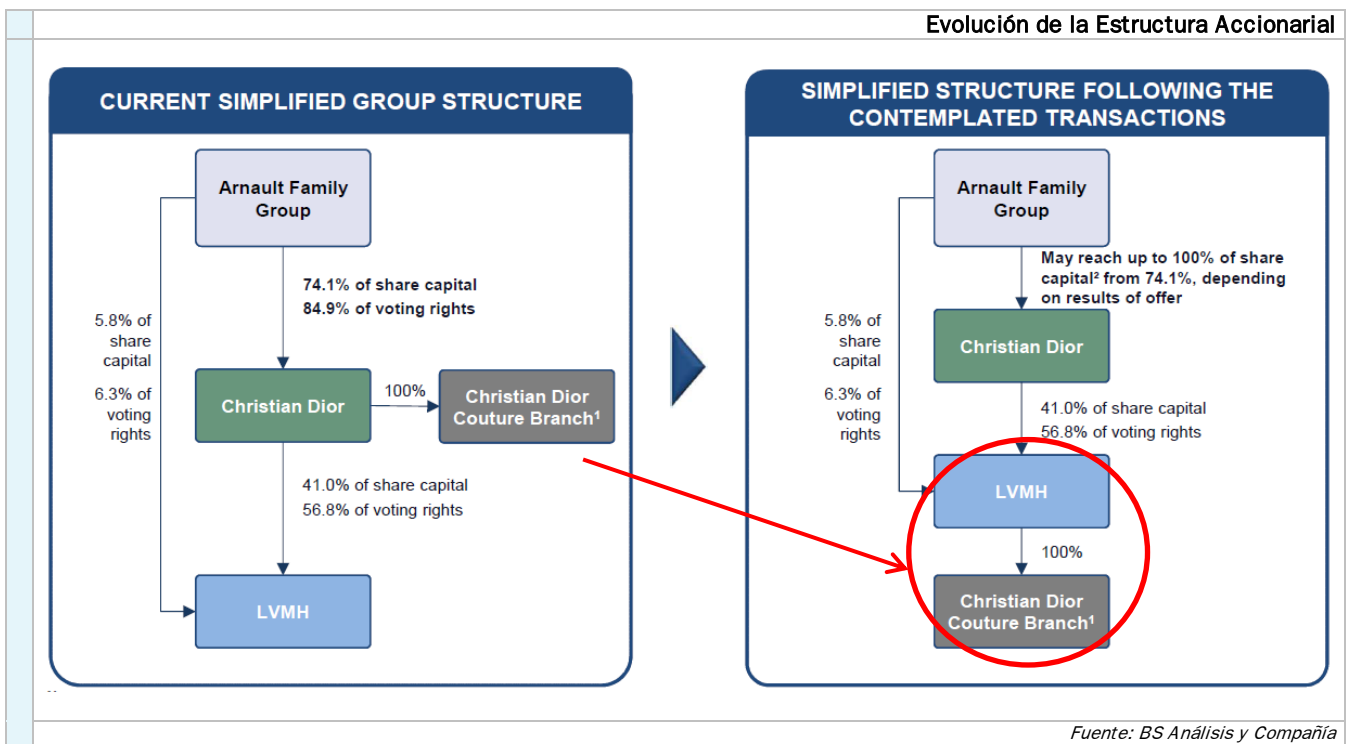 Evolución de la Estructura Accionarial
CURRENT SIMPLIFIED GROUP STRUCTURE
Arnault Family
Group
74.1% of share capital
84.9% of voting rights
5.8% of
share
capital
6.3% of
voting
rights
Christian Dior
100%
Christian Dior
Couture Branch¹
41.0% of share capital
56.8% of voting rights
LVMH
SIMPLIFIED STRUCTURE FOLLOWING THE
CONTEMPLATED TRANSACTIONS
Arnault Family
Group
May reach up to 100% of share
capital² from 74.1%, depending
on results of offer
5.8% of
share
capital
6.3% of
voting
rights
Christian Dior
41.0% of share capital
56.8% of voting rights
LVMH
100%
Christian Dior
Couture Branch¹
Fuente: BS Análisis y Compañía